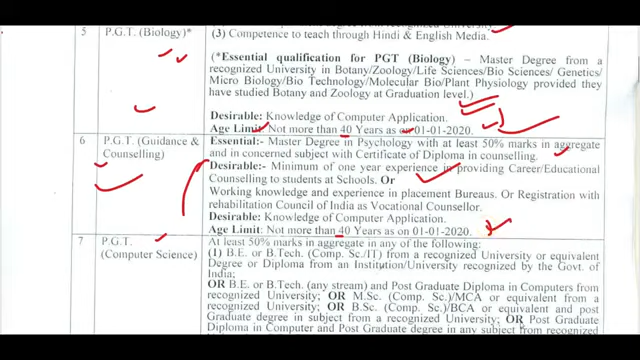 5
P.G.T. (Biology)*
(3) Competence to teach through Hindi & English Media.
(*Essential qualification for PGT (Biology) – Master Degree from a
recognized University in Botany/Zoology/Life Sciences/Bio Sciences/ Genetics/
Micro Biology/Bio Technology/Molecular Bio/Plant Physiology provided they
have studied Botany and Zoology at Graduation level.)
Desirable: Knowledge of Computer Application.
Age Limit: Not more than 40 Years as on 01-01-2020.
6
P.G.T. (Guidance &
Counselling)
Essential:- Master Degree in Psychology with at least 50% marks in aggregate
and in concerned subject with Certificate of Diploma in counselling.
Desirable:- Minimum of one year experience in providing Career/Educational
Counselling to students at Schools. Or
Working knowledge and experience in placement Bureaus. Or Registration with
rehabilitation Council of India as Vocational Counsellor.
Desirable: Knowledge of Computer Application.
Age Limit: Not more than 40 Years as on 01-01-2020.
7
P.G.T.
(Computer Science)
At least 50% marks in aggregate in any of the following:
(1) B.E. or B.Tech. (Comp. Sc./IT) from a recognized University or equivalent
Degree or Diploma from an Institution/University recognized by the Govt. of
India.
OR B.E. or B.Tech. (any stream) and Post Graduate Diploma in Computers from
recognized University; OR M.Sc. (Comp. Sc.)/MCA or equivalent from a
recognized University; OR B.Sc. (Comp. Sc.)/BCA or equivalent and post
Graduate degree in subject from a recognized University; OR Post Graduate
Diploma in Computer and Post Graduate degree in any subject from recognized